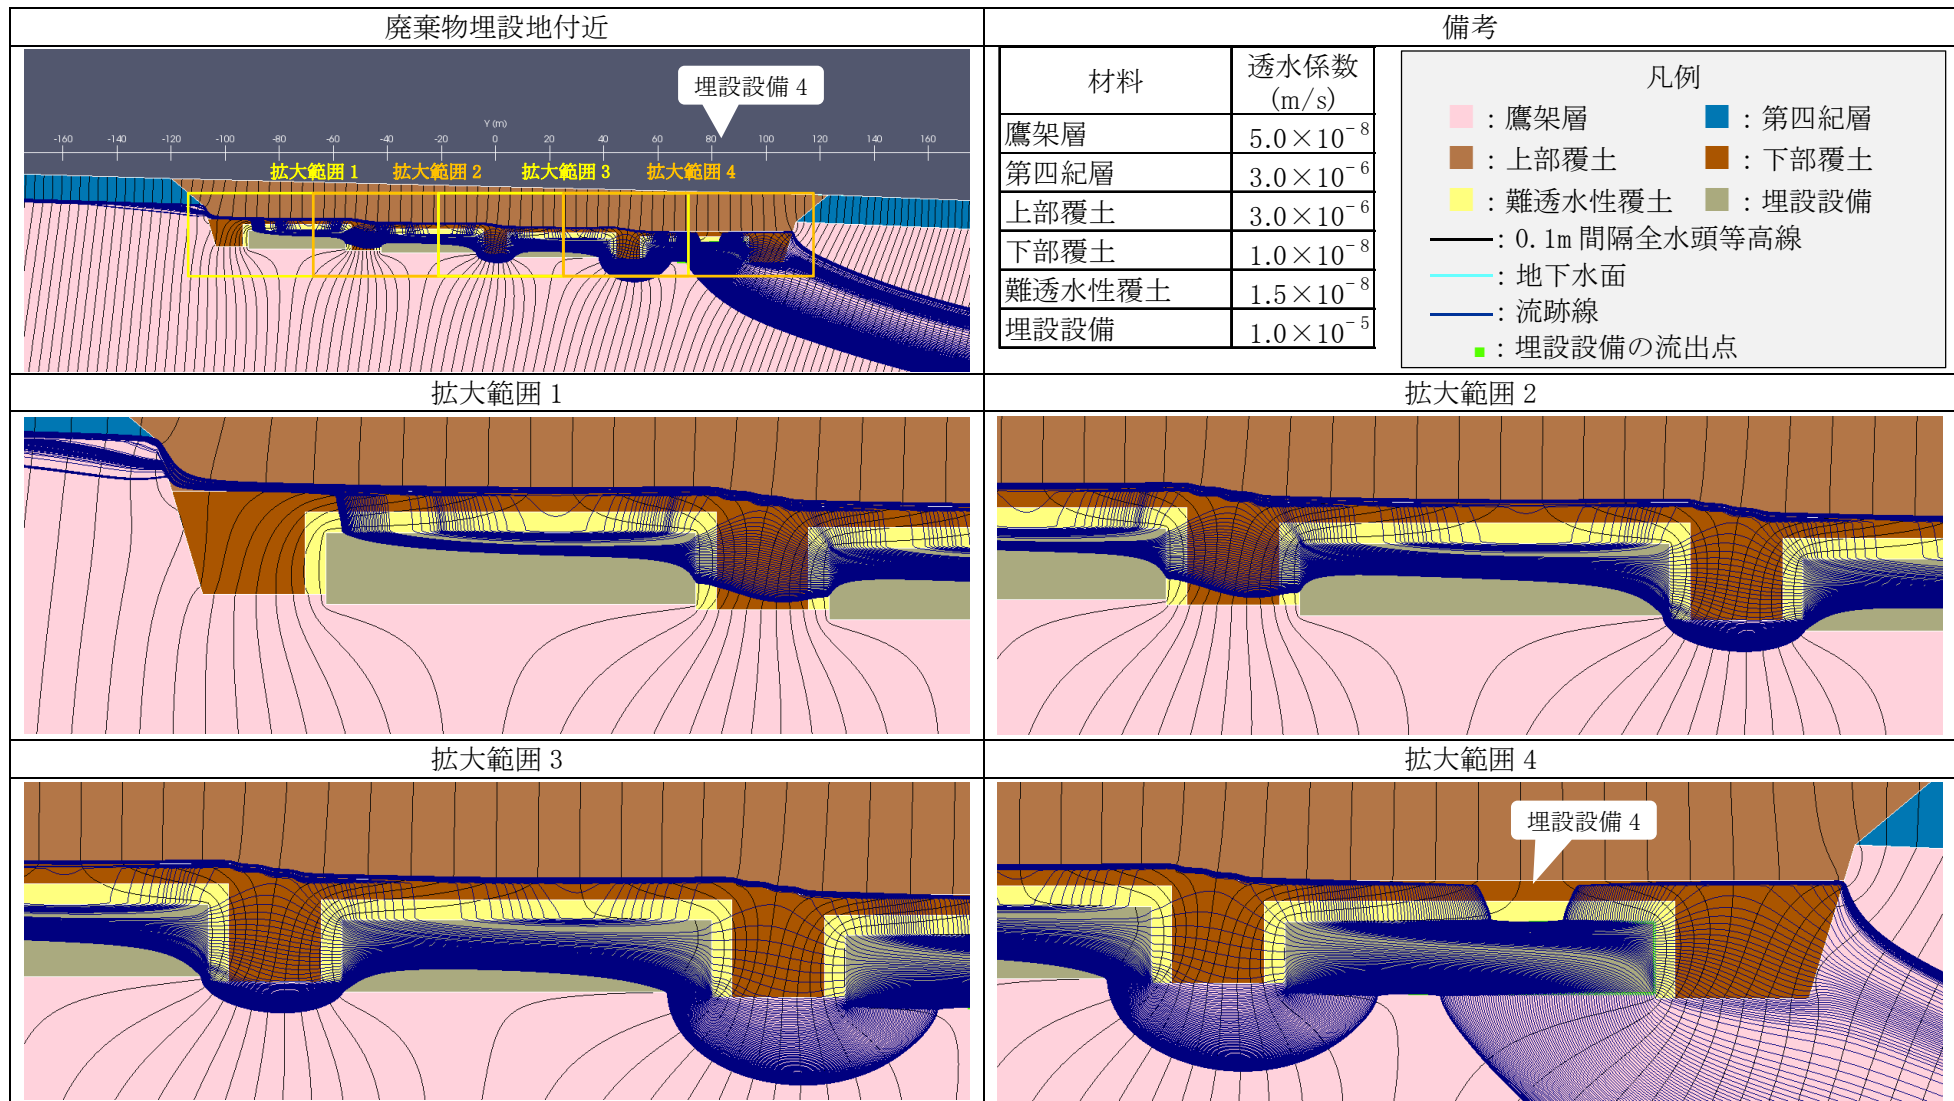 廃棄物埋設地付近
備考
埋設設備 4
Y (m)
-160 -140 -120 -100 -80 -60 -40 -20 0 20 40 60 80 100 120 140 160
拡大範囲 1 拡大範囲 2 拡大範囲 3 拡大範囲 4
材料 透水係数
(m/s)
鷹架層 5.0×10⁻⁸
第四紀層 3.0×10⁻⁶
上部覆土 3.0×10⁻⁶
下部覆土 1.0×10⁻⁸
難透水性覆土 1.5×10⁻⁸
埋設設備 1.0×10⁻⁵
凡例
：鷹架層 ：第四紀層
：上部覆土 ：下部覆土
：難透水性覆土 ：埋設設備
：0.1m 間隔全水頭等高線
：地下水面
：流跡線
：埋設設備の流出点
拡大範囲 1
拡大範囲 2
拡大範囲 3
拡大範囲 4
埋設設備 4